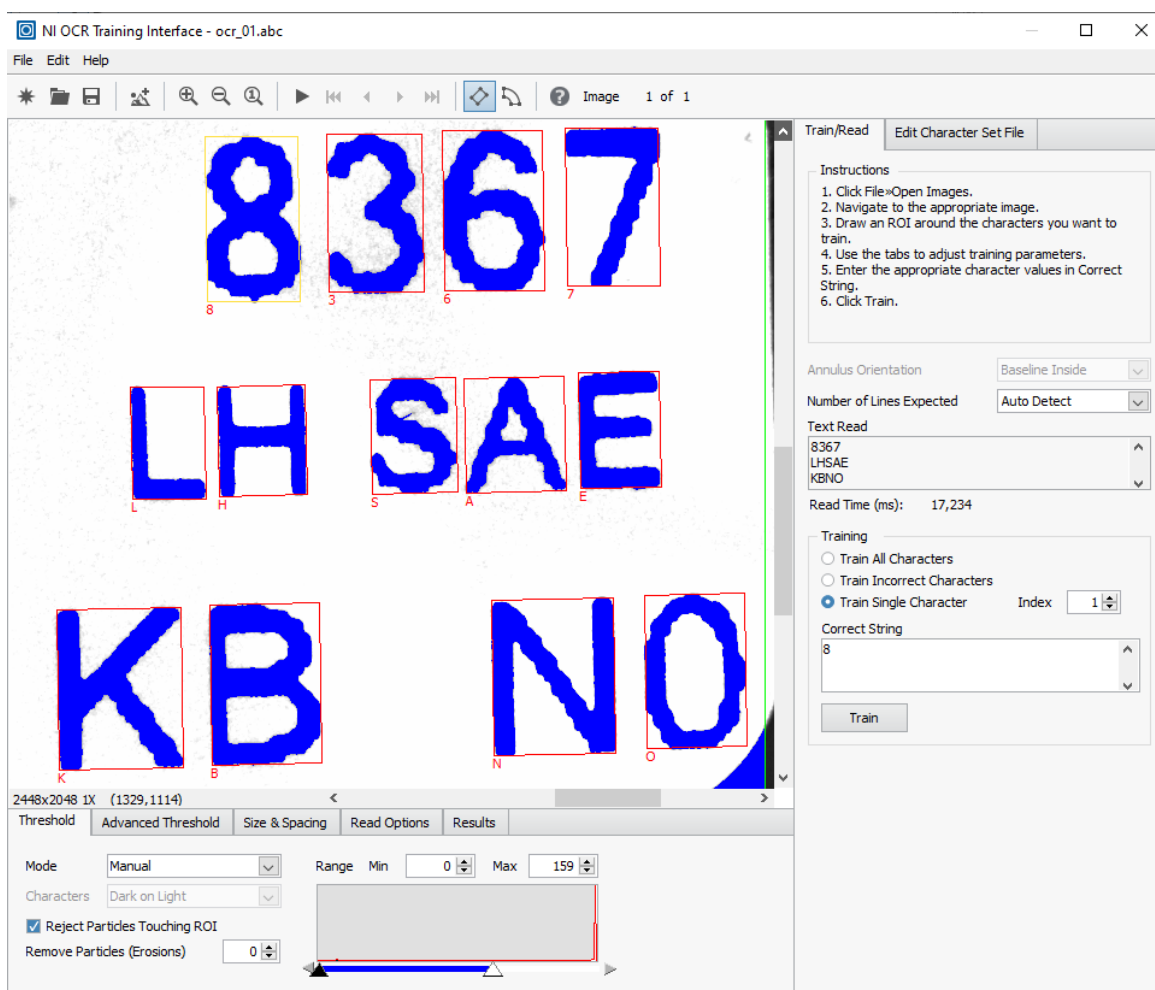 NI OCR Training Interface - ocr_01.abc
File Edit Help
Image 1 of 1
8367
8 3 6 7
LH SAE
L H S A E
KB NO
K B N O
2448x2048 1X (1329,1114)
Train/Read Edit Character Set File
Instructions
1. Click File»Open Images.
2. Navigate to the appropriate image.
3. Draw an ROI around the characters you want to
train.
4. Use the tabs to adjust training parameters.
5. Enter the appropriate character values in Correct
String.
6. Click Train.
Annulus Orientation Baseline Inside
Number of Lines Expected Auto Detect
Text Read
8367
LHSAE
KBNO
Read Time (ms): 17,234
Training
Train All Characters
Train Incorrect Characters
Train Single Character Index 1
Correct String
8
Train
Threshold Advanced Threshold Size & Spacing Read Options Results
Mode Manual Range Min 0 Max 159
Characters Dark on Light
Reject Particles Touching ROI
Remove Particles (Erosions) 0